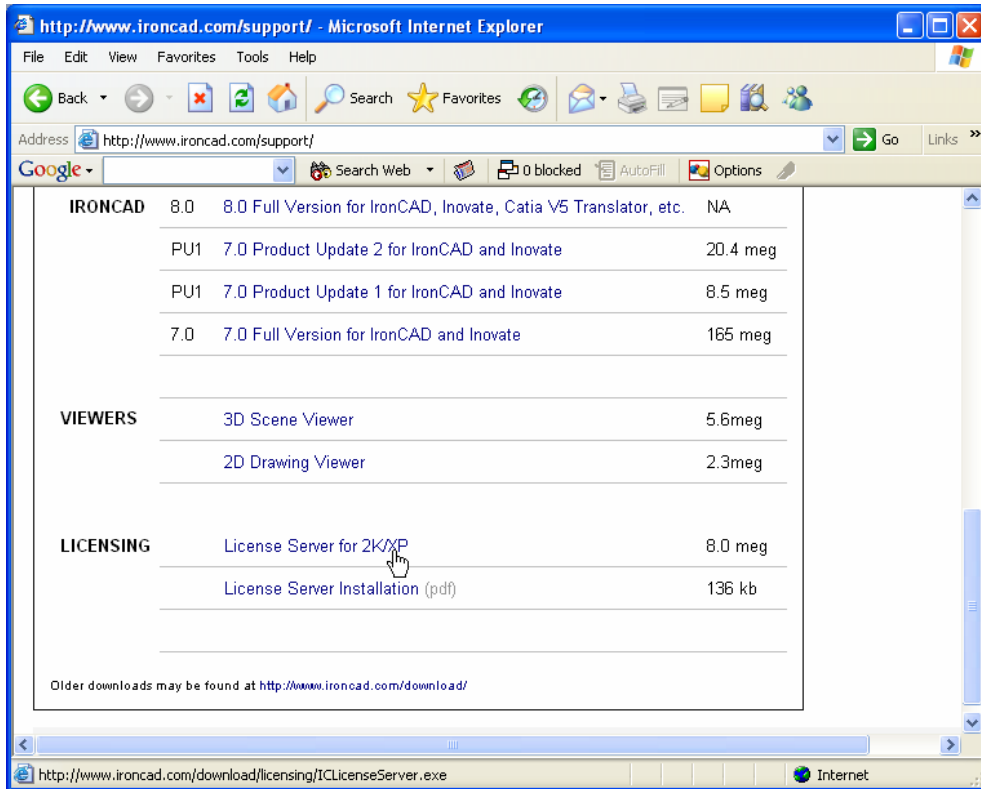 http://www.ironcad.com/support/ - Microsoft Internet Explorer
File Edit View Favorites Tools Help
Back Search Favorites
Address http://www.ironcad.com/support/ Go Links »
Google Search Web 0 blocked AutoFill Options
IRONCAD 8.0 8.0 Full Version for IronCAD, Inovate, Catia V5 Translator, etc. NA
PU1 7.0 Product Update 2 for IronCAD and Inovate 20.4 meg
PU1 7.0 Product Update 1 for IronCAD and Inovate 8.5 meg
7.0 7.0 Full Version for IronCAD and Inovate 165 meg
VIEWERS 3D Scene Viewer 5.6meg
2D Drawing Viewer 2.3meg
LICENSING License Server for 2K/XP 8.0 meg
License Server Installation (pdf) 136 kb
Older downloads may be found at http://www.ironcad.com/download/
http://www.ironcad.com/download/licensing/ICLicenseServer.exe Internet